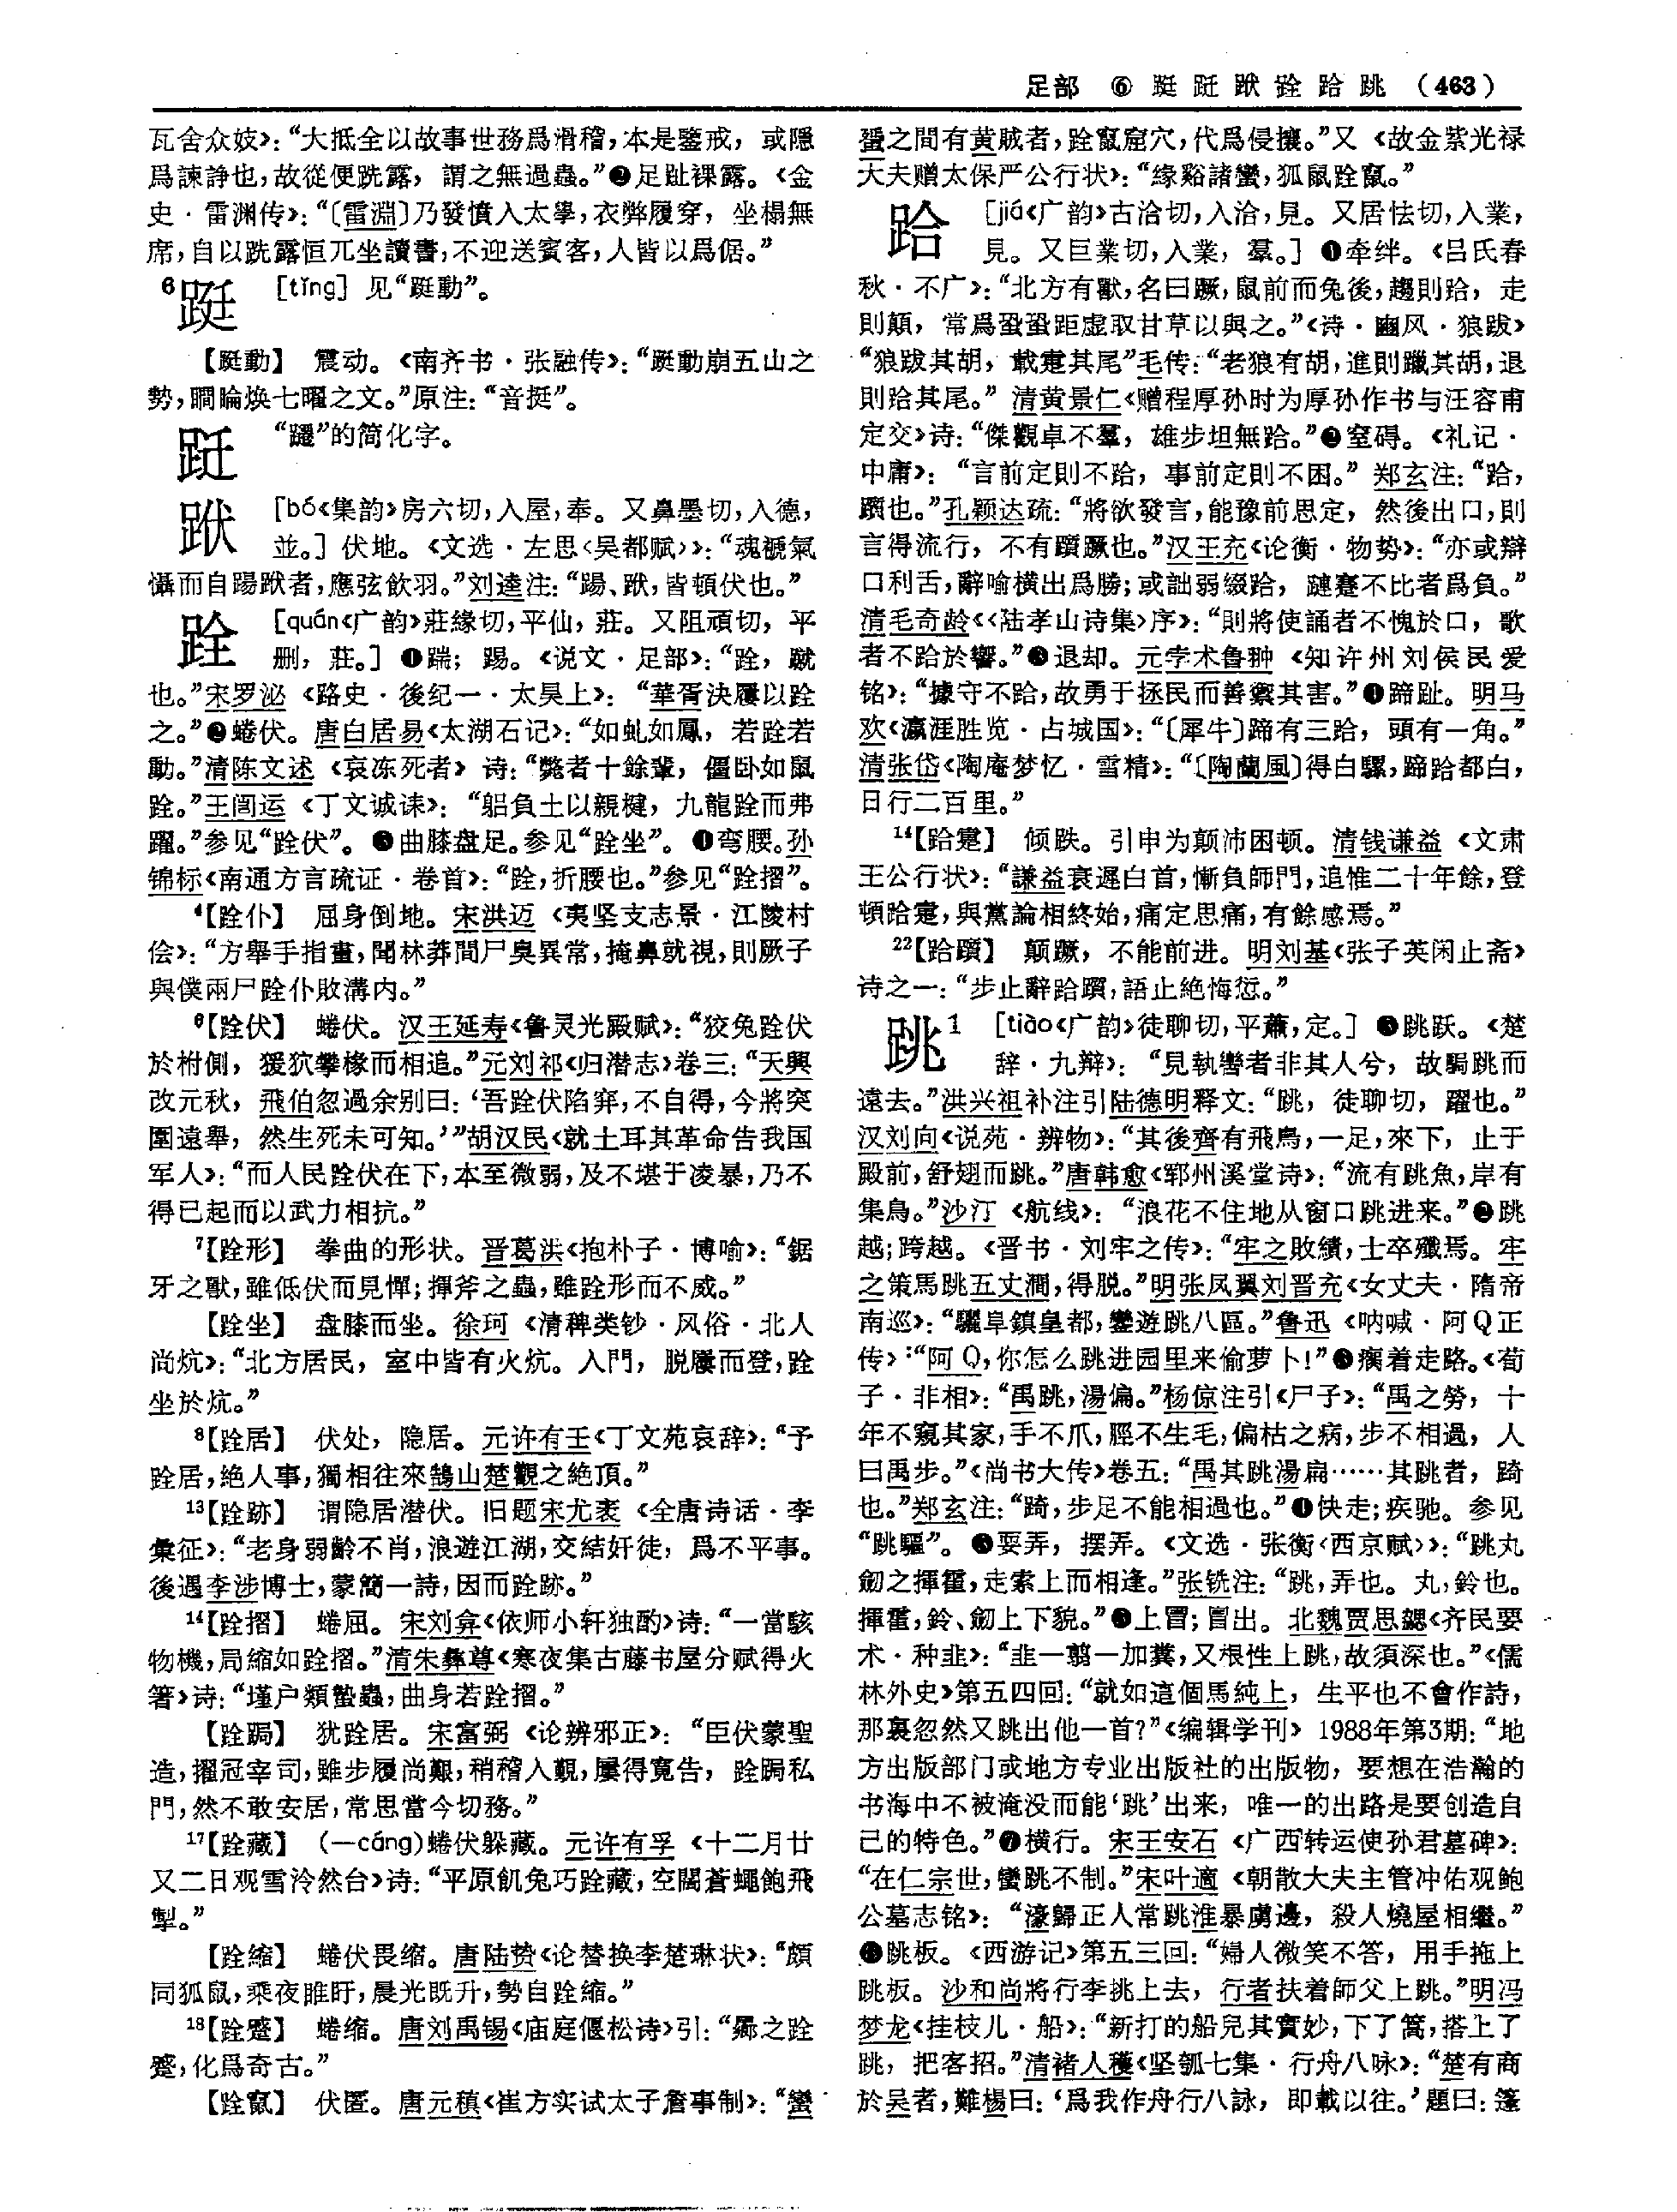 足部 ⑥ 䟓 𨀁 䟔 跧 跲 跳 (463)
瓦舍众妓》：“大抵全以故事世務爲滑稽，本是鑒戒，或隱
爲諫諍也，故從便跣露，謂之無過蟲。”❷足趾裸露。《金
史·雷渊传》：“〔雷淵〕乃發憤入太學，衣弊履穿，坐榻無
席，自以跣露恒兀坐讀書，不迎送賓客，人皆以爲倨。”
6 [tǐng] 见“䟓動”。
【䟓動】 震动。《南齐书·张融传》：“䟓動崩五山之
勢，瞷睔焕七曜之文。”原注：“音挺”。
“躚”的简化字。
[bó《集韵》房六切，入屋，奉。又鼻墨切，入德，
並。] 伏地。《文选·左思〈吴都赋〉》：“魂褫氣
懾而自踢䟔者，應弦飲羽。”刘逵注：“踢、䟔，皆頓伏也。”
跧 [quán《广韵》莊緣切，平仙，莊。又阻頑切，平
删，莊。] ❶踹；踢。《说文·足部》：“跧，蹴
也。”宋罗泌《路史·後纪一·太昊上》：“華胥決履以跧
之。”❷蜷伏。唐白居易《太湖石记》：“如虬如鳳，若跧若
動。”清陈文述《哀冻死者》诗：“斃者十餘輩，僵卧如鼠
跧。”王闿运《丁文诚诔》：“貂負土以親楗，九龍跧而弗
躍。”参见“跧伏”。❸曲膝盘足。参见“跧坐”。❹弯腰。孙
锦标《南通方言疏证·卷首》：“跧，折腰也。”参见“跧摺”。
4【跧仆】 屈身倒地。宋洪迈《夷坚支志景·江陵村
侩》：“方舉手指畫，聞林莽間尸臭異常，掩鼻就視，則厥子
與僕兩尸跧仆敗溝内。”
6【跧伏】 蜷伏。汉王延寿《鲁灵光殿赋》：“狡兔跧伏
於柎側，猨狖攀椽而相追。”元刘祁《归潜志》卷三：“天興
改元秋，飛伯忽過余别曰：‘吾跧伏陷穽，不自得，今將突
圍遠舉，然生死未可知。’”胡汉民《就土耳其革命告我国
军人》：“而人民跧伏在下，本至微弱，及不堪于凌暴，乃不
得已起而以武力相抗。”
7【跧形】 拳曲的形状。晋葛洪《抱朴子·博喻》：“鋸
牙之獸，雖低伏而見憚；揮斧之蟲，雖跧形而不威。”
【跧坐】 盘膝而坐。徐珂《清稗类钞·风俗·北人
尚炕》：“北方居民，室中皆有火炕。入門，脱屨而登，跧
坐於炕。”
8【跧居】 伏处，隐居。元许有壬《丁文苑哀辞》：“予
跧居，絶人事，獨相往來鵠山楚觀之絶頂。”
13【跧跡】 谓隐居潜伏。旧题宋尤袤《全唐诗话·李
彙征》：“老身弱齡不肖，浪遊江湖，交結奸徒，爲不平事。
後遇李涉博士，蒙簡一詩，因而跧跡。”
14【跧摺】 蜷屈。宋刘弇《依师小轩独酌》诗：“一當駭
物機，局縮如跧摺。”清朱彝尊《寒夜集古藤书屋分赋得火
箸》诗：“墐户類蟄蟲，曲身若跧摺。”
【跧跼】 犹跧居。宋富弼《论辨邪正》：“臣伏蒙聖
造，擢冠宰司，雖步履尚艱，稍稽入覲，屢得寬告，跧跼私
門，然不敢安居，常思當今切務。”
17【跧藏】 （—cáng）蜷伏躲藏。元许有孚《十二月廿
又二日观雪泠然台》诗：“平原飢兔巧跧藏，空闊蒼蠅飽飛
掣。”
【跧縮】 蜷伏畏缩。唐陆贽《论替换李楚琳状》：“頗
同狐鼠，乘夜睢盱，晨光既升，勢自跧縮。”
18【跧蹙】 蜷缩。唐刘禹锡《庙庭偃松诗》引：“曏之跧
蹙，化爲奇古。”
【跧竄】 伏匿。唐元稹《崔方实试太子詹事制》：“蠻
蜑之間有黄賊者，跧竄窟穴，代爲侵攘。”又《故金紫光禄
大夫赠太保严公行状》：“緣谿諸蠻，狐鼠跧竄。”
跲 [jiá《广韵》古洽切，入洽，見。又居怯切，入業，
見。又巨業切，入業，羣。] ❶牵绊。《吕氏春
秋·不广》：“北方有獸，名曰蹶，鼠前而兔後，趨則跲，走
則顛，常爲蛩蛩距虚取甘草以與之。”《诗·豳风·狼跋》
“狼跋其胡，載疐其尾”毛传：“老狼有胡，進則躐其胡，退
則跲其尾。”清黄景仁《赠程厚孙时为厚孙作书与汪容甫
定交》诗：“傑觀卓不羣，雄步坦無跲。”❷窒碍。《礼记·
中庸》：“言前定則不跲，事前定則不困。”郑玄注：“跲，
躓也。”孔颖达疏：“將欲發言，能豫前思定，然後出口，則
言得流行，不有躓蹶也。”汉王充《论衡·物势》：“亦或辯
口利舌，辭喻横出爲勝；或詘弱綴跲，蹥蹇不比者爲負。”
清毛奇龄《〈陆孝山诗集〉序》：“則將使誦者不愧於口，歌
者不跲於響。”❸退却。元孛术鲁翀《知许州刘侯民爱
铭》：“據守不跲，故勇于拯民而善禦其害。”❹蹄趾。明马
欢《瀛涯胜览·占城国》：“〔犀牛〕蹄有三跲，頭有一角。”
清张岱《陶庵梦忆·雪精》：“〔陶蘭風〕得白騾，蹄跲都白，
日行二百里。”
14【跲疐】 倾跌。引申为颠沛困顿。清钱谦益《文肃
王公行状》：“謙益衰遲白首，慚負師門，追惟二十年餘，登
頓跲疐，與黨論相終始，痛定思痛，有餘感焉。”
22【跲躓】 颠蹶，不能前进。明刘基《张子英闲止斋》
诗之一：“步止辭跲躓，語止絶悔愆。”
跳1 [tiào《广韵》徒聊切，平蕭，定。] ❶跳跃。《楚
辞·九辩》：“見執轡者非其人兮，故駶跳而
遠去。”洪兴祖补注引陆德明释文：“跳，徒聊切，躍也。”
汉刘向《说苑·辨物》：“其後齊有飛鳥，一足，來下，止于
殿前，舒翅而跳。”唐韩愈《郓州溪堂诗》：“流有跳魚，岸有
集鳥。”沙汀《航线》：“浪花不住地从窗口跳进来。”❷跳
越；跨越。《晋书·刘牢之传》：“牢之敗績，士卒殲焉。牢
之策馬跳五丈澗，得脱。”明张凤翼刘晋充《女丈夫·隋帝
南巡》：“驪阜鎮皇都，鑾遊跳八區。”鲁迅《呐喊·阿Q正
传》：“阿Q，你怎么跳进园里来偷萝卜！”❸瘸着走路。《荀
子·非相》：“禹跳，湯偏。”杨倞注引《尸子》：“禹之勞，十
年不窺其家，手不爪，脛不生毛，偏枯之病，步不相過，人
曰禹步。”《尚书大传》卷五：“禹其跳湯扁……其跳者，踦
也。”郑玄注：“踦，步足不能相過也。”❹快走；疾驰。参见
“跳驅”。❺耍弄，摆弄。《文选·张衡〈西京赋〉》：“跳丸
劒之揮霍，走索上而相逢。”张铣注：“跳，弄也。丸，鈴也。
揮霍，鈴、劒上下貌。”❻上冒；冒出。北魏贾思勰《齐民要
术·种韭》：“韭一翦一加糞，又根性上跳，故須深也。”《儒
林外史》第五四回：“就如這個馬純上，生平也不會作詩，
那裏忽然又跳出他一首？”《编辑学刊》1988年第3期：“地
方出版部门或地方专业出版社的出版物，要想在浩瀚的
书海中不被淹没而能‘跳’出来，唯一的出路是要创造自
己的特色。”❼横行。宋王安石《广西转运使孙君墓碑》：
“在仁宗世，蠻跳不制。”宋叶適《朝散大夫主管冲佑观鲍
公墓志铭》：“濠歸正人常跳淮暴虜邊，殺人燒屋相繼。”
❽跳板。《西游记》第五三回：“婦人微笑不答，用手拖上
跳板。沙和尚將行李挑上去，行者扶着師父上跳。”明冯
梦龙《挂枝儿·船》：“新打的船兒其實妙，下了篙，搭上了
跳，把客招。”清褚人穫《坚瓠七集·行舟八咏》：“楚有商
於吴者，難楊曰：‘爲我作舟行八詠，即載以往。’題曰：篷